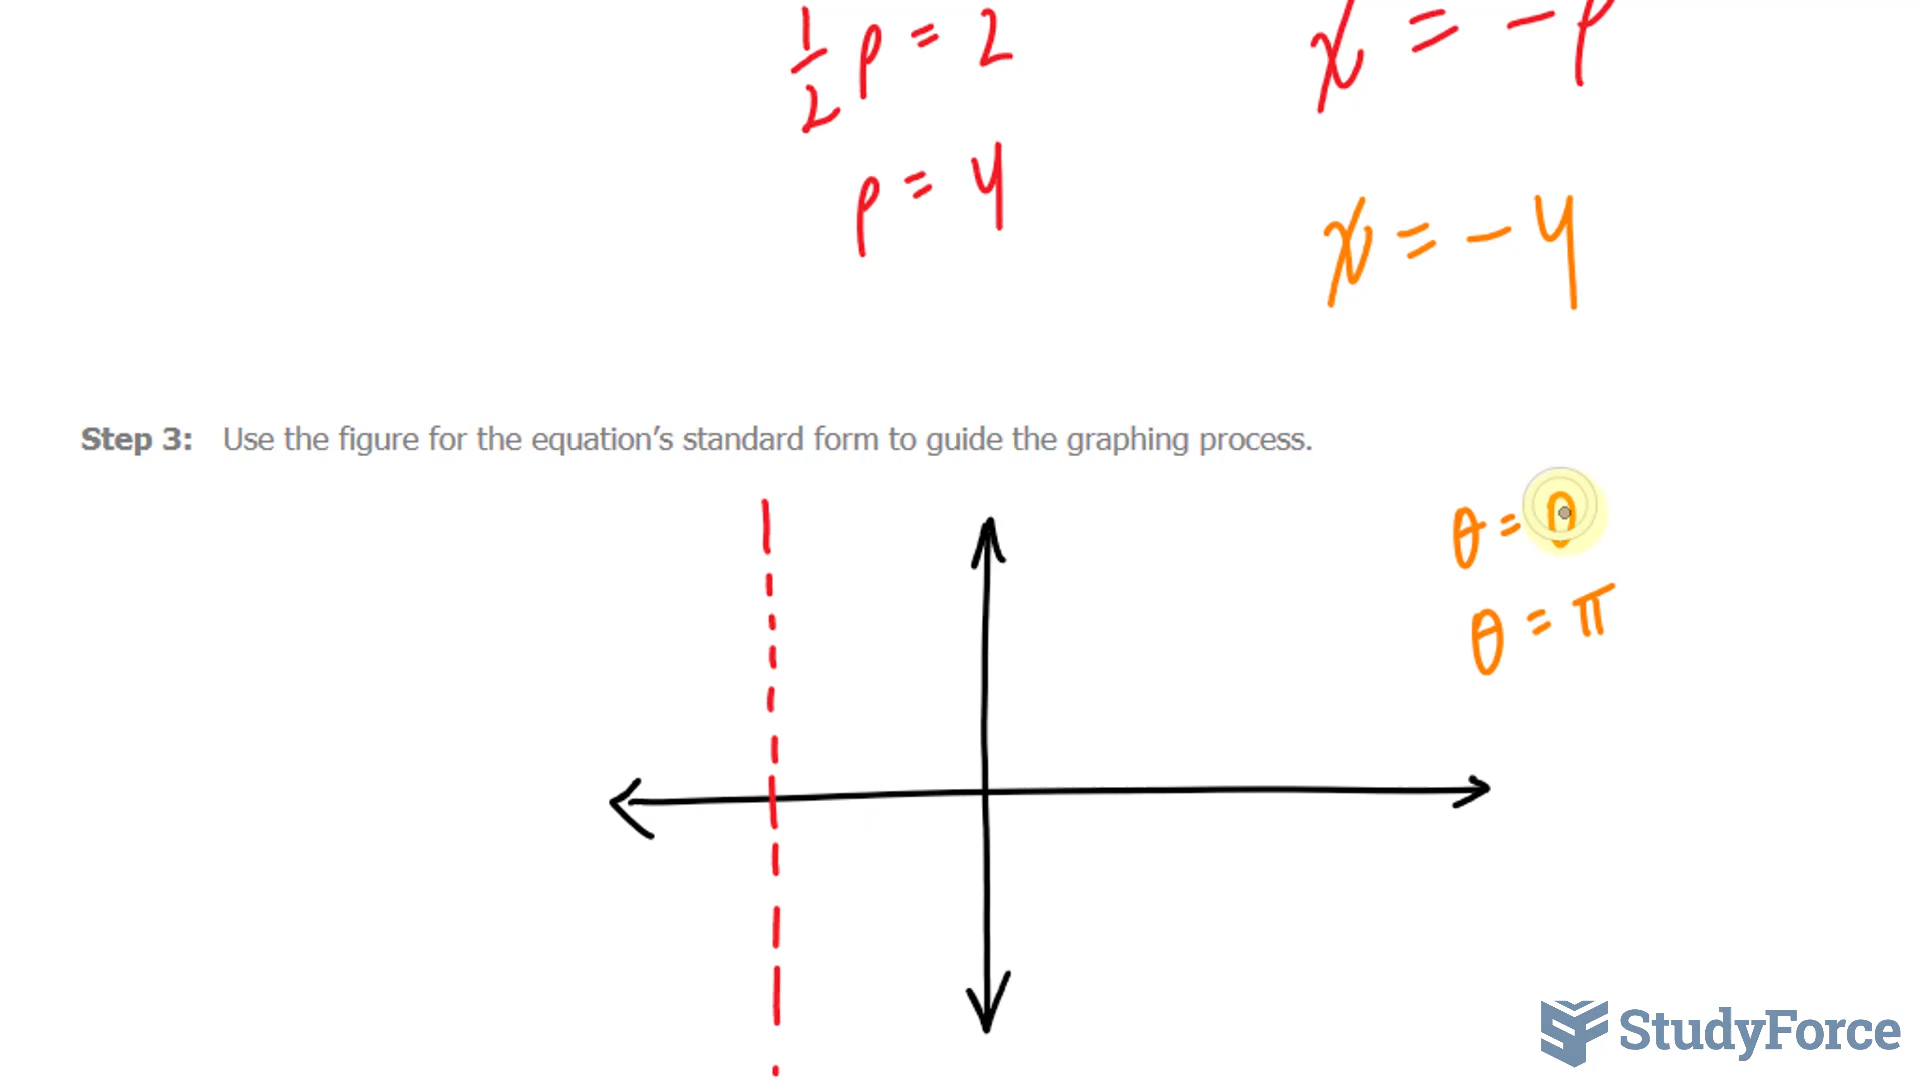 1/2 p = 2
x = - p
p = 4
x = - 4
Step 3: Use the figure for the equation's standard form to guide the graphing process.
θ = 0
θ = π
StudyForce